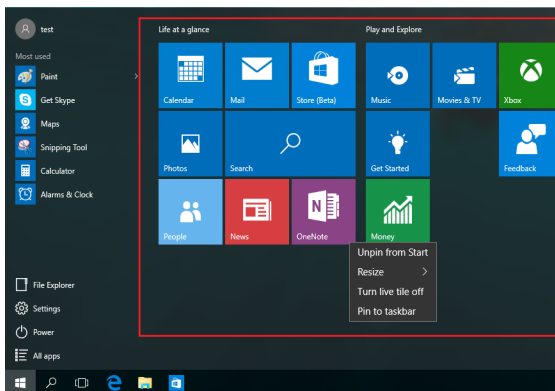 test
Life at a glance
Play and Explore
Most used
Paint
Get Skype
Maps
Snipping Tool
Calculator
Alarms & Clock
File Explorer
Settings
Power
All apps
Calendar
Mail
Store (Beta)
Music
Movies & TV
Xbox
Photos
Search
Get Started
Feedback
People
News
OneNote
Money
Unpin from Start
Resize
Turn live tile off
Pin to taskbar